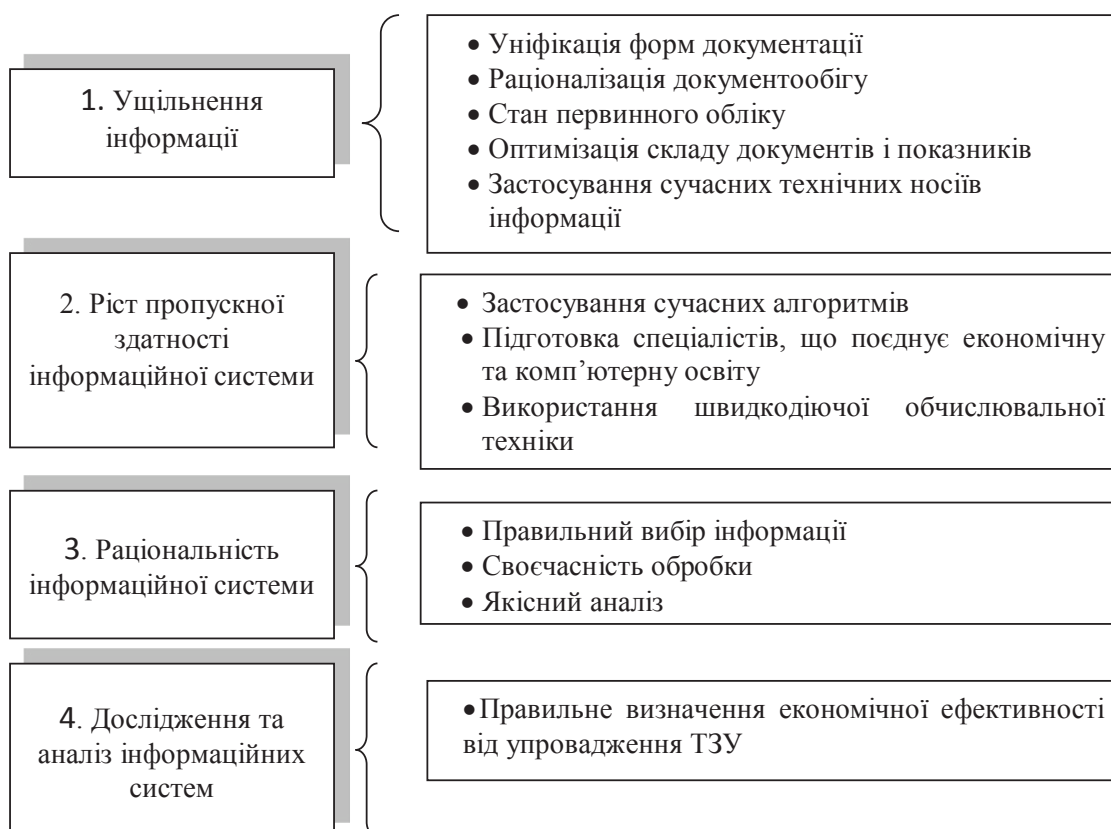 1. Ущільнення
інформації
• Уніфікація форм документації
• Раціоналізація документообігу
• Стан первинного обліку
• Оптимізація складу документів і показників
• Застосування сучасних технічних носіїв
інформації
2. Ріст пропускної
здатності
інформаційної системи
• Застосування сучасних алгоритмів
• Підготовка спеціалістів, що поєднує економічну
та комп’ютерну освіту
• Використання швидкодіючої обчислювальної
техніки
3. Раціональність
інформаційної системи
• Правильний вибір інформації
• Своєчасність обробки
• Якісний аналіз
4. Дослідження та
аналіз інформаційних
систем
•Правильне визначення економічної ефективності
від упровадження ТЗУ